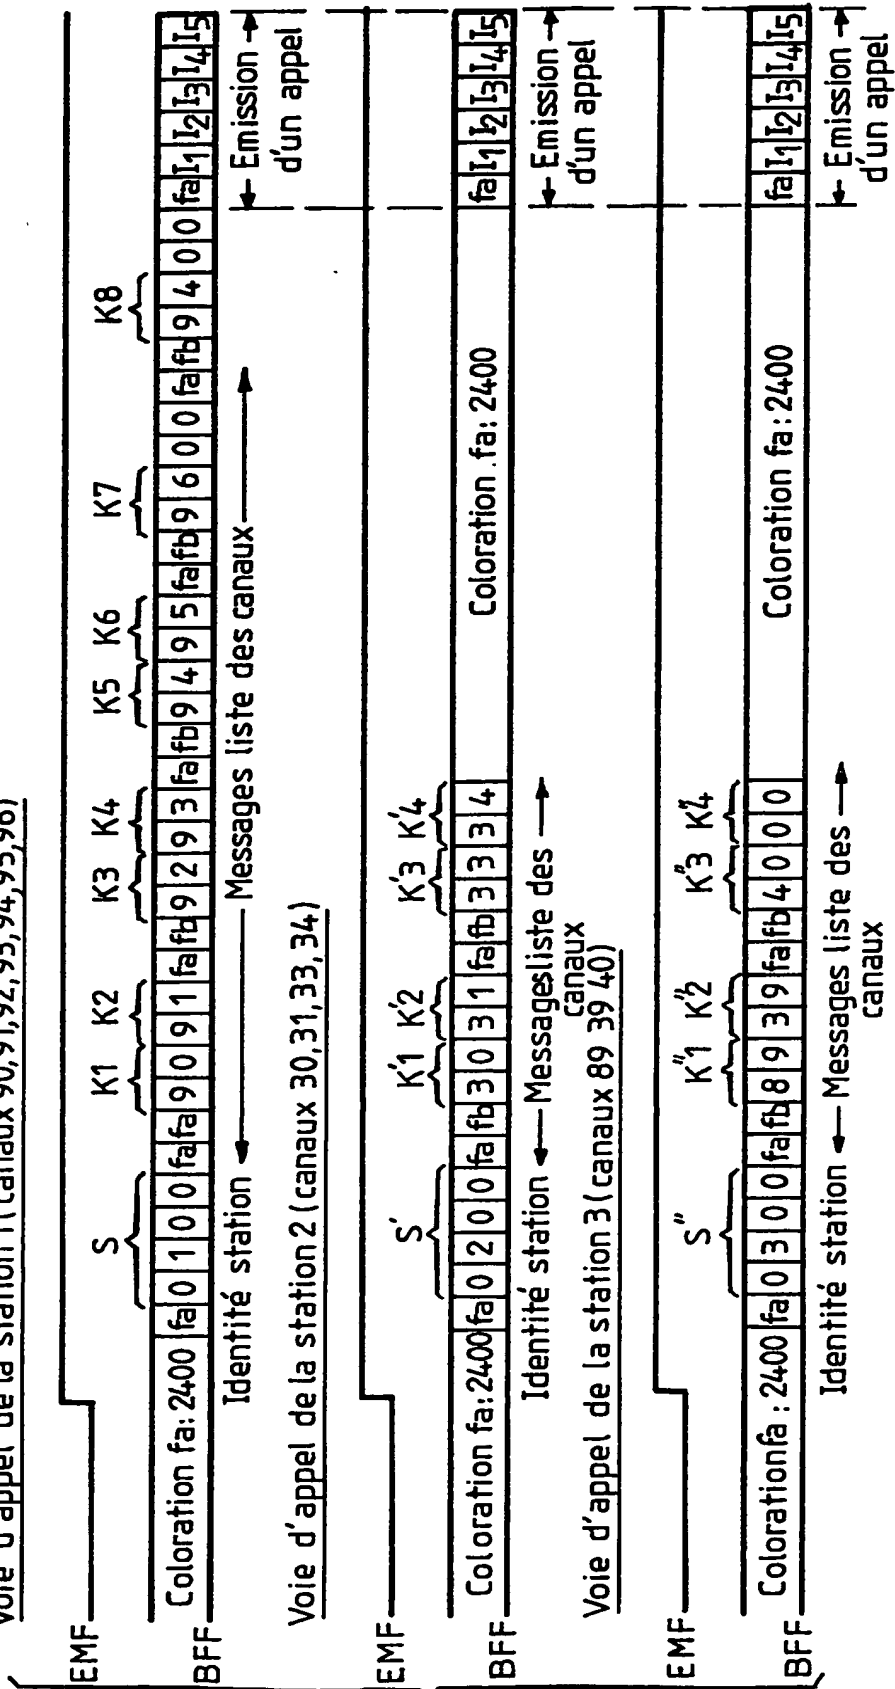 Voie d'appel de la station 1 (canaux 90,91,92,93,94,95,96)
EMF
S K1 K2 K3 K4 K5 K6 K7 K8
BFF
Coloration fa: 2400 fa 0 1 0 0 fa fa 9 0 9 1 fa fb 9 2 9 3 fa fb 9 4 9 5 fa fb 9 6 0 0 fa fb 9 4 0 0 fa I1 I2 I3 I4 I5
Identité station Messages liste des canaux Emission
d'un appel
Voie d'appel de la station 2 (canaux 30,31,33,34)
EMF
S' K'1 K'2 K'3 K'4
BFF
Coloration fa: 2400 fa 0 2 0 0 fa fb 3 0 3 1 fa fb 3 3 3 4 Coloration fa: 2400 fa I1 I2 I3 I4 I5
Identité station Messages liste des Emission
canaux d'un appel
Voie d'appel de la station 3 (canaux 89 39 40)
EMF
S" K"1 K"2 K"3 K"4
BFF
Coloration fa : 2400 fa 0 3 0 0 fa fb 8 9 3 9 fa fb 4 0 0 0 Coloration fa : 2400 fa I1 I2 I3 I4 I5
Identité station Messages liste des Emission
canaux d'un appel